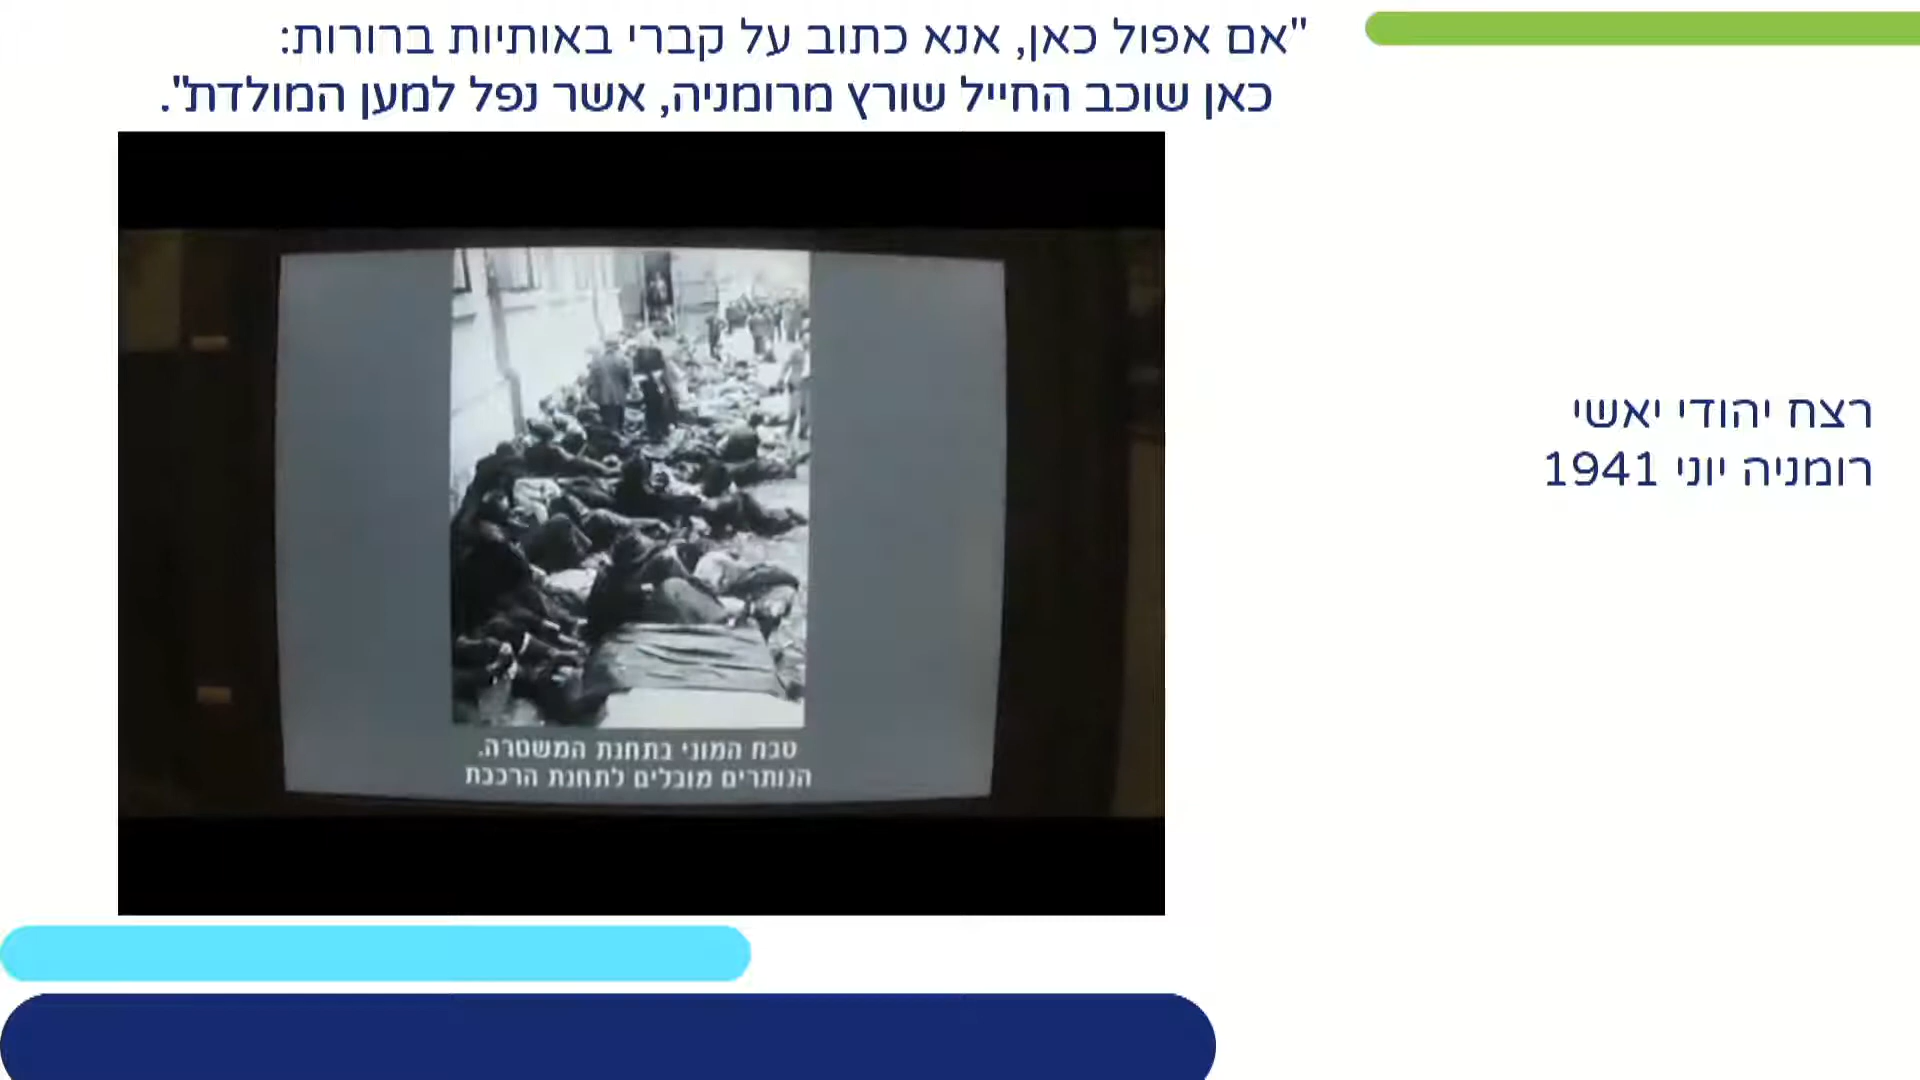 "אם אפול כאן, אנא כתוב על קברי באותיות ברורות:
כאן שוכב החייל שורץ מרומניה, אשר נפל למען המולדת".
רצח יהודי יאשי
רומניה יוני 1941
טבח המוני בתחנת המשטרה.
הנותרים מובלים לתחנת הרכבת